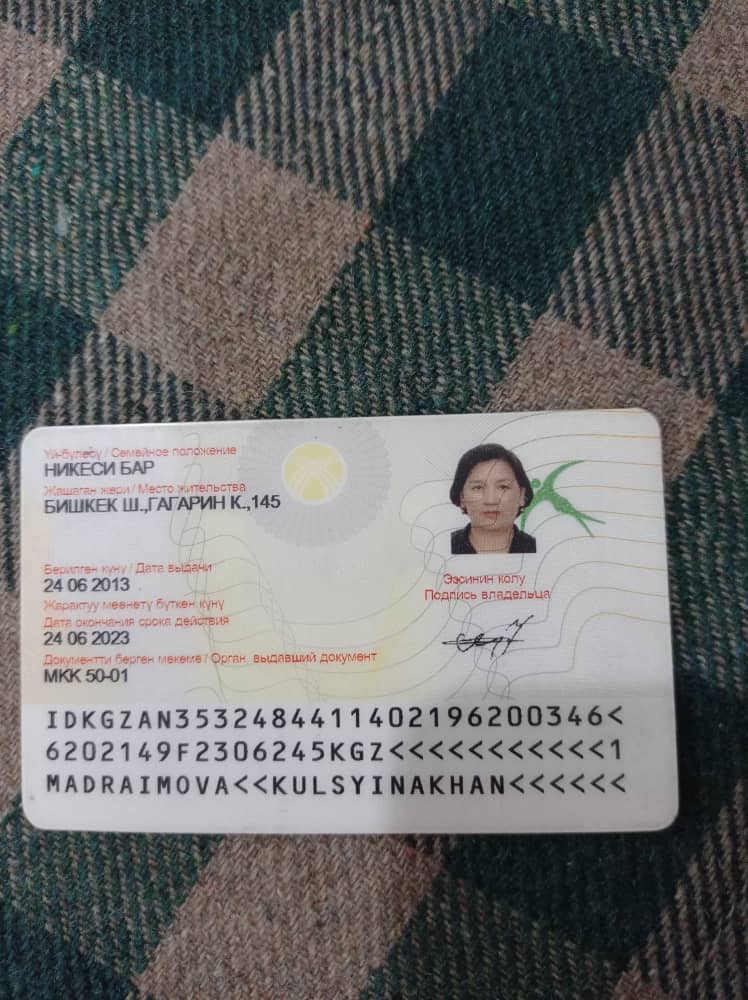 Үй-бүлөсү / Семейное положение
НИКЕСИ БАР
Жашаган жери / Место жительства
БИШКЕК Ш.,ГАГАРИН К.,145
Берилген күнү / Дата выдачи
24 06 2013
Жарактуу мөөнөтү бүткөн күнү
Дата окончания срока действия
24 06 2023
Документти берген мекеме / Орган, выдавший документ
МКК 50-01
Ээсинин колу
Подпись владельца
IDKGZAN3532484411402196200346<
6202149F2306245KGZ<<<<<<<<<<<1
MADRAIMOVA<<KULSYINAKHAN<<<<<<